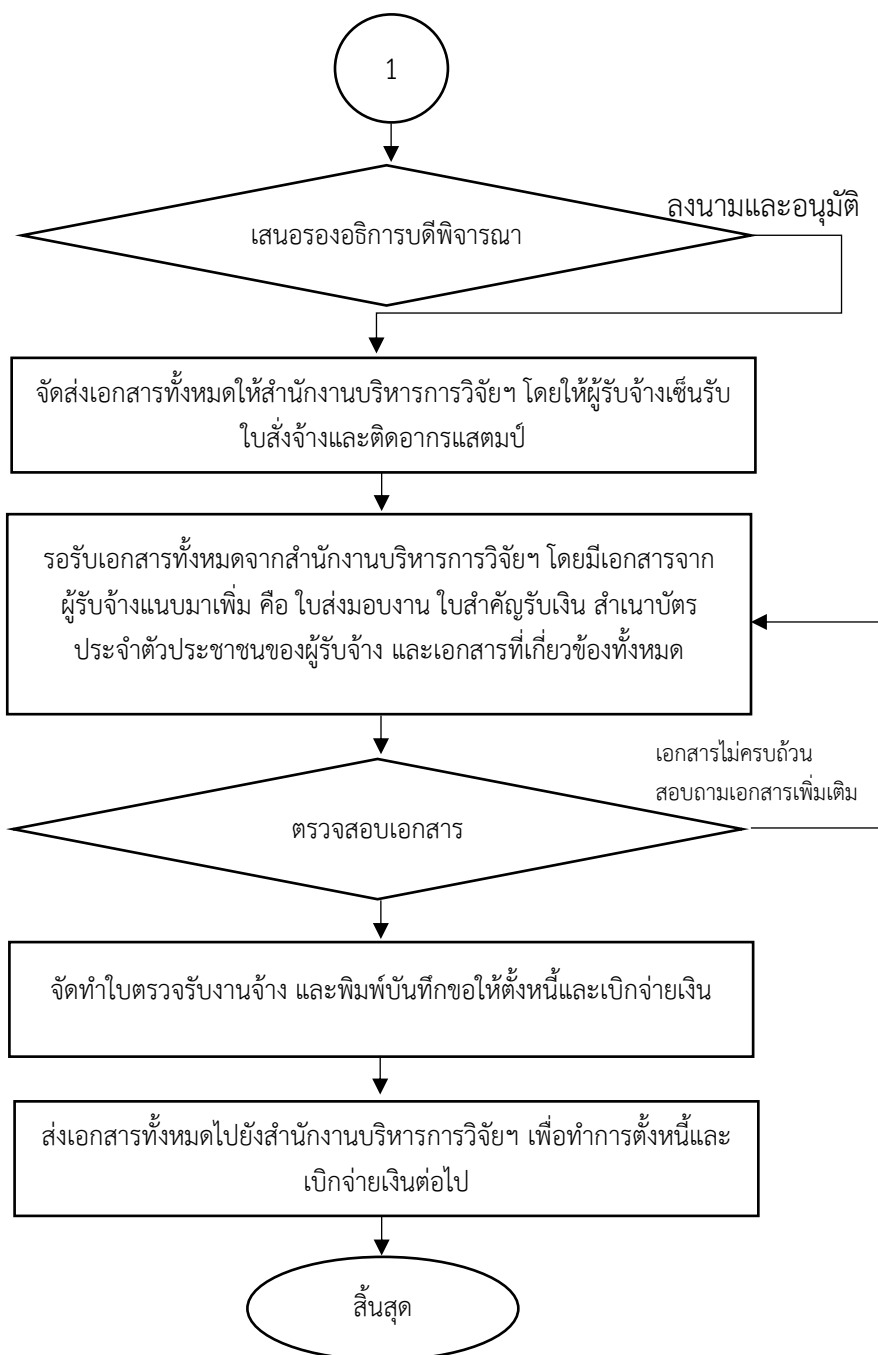 1
ลงนามและอนุมัติ
เสนอรองอธิการบดีพิจารณา
จัดส่งเอกสารทั้งหมดให้สำนักงานบริหารการวิจัยฯ โดยให้ผู้รับจ้างเซ็นรับ
ใบสั่งจ้างและติดอากรแสตมป์
รอรับเอกสารทั้งหมดจากสำนักงานบริหารการวิจัยฯ โดยมีเอกสารจาก
ผู้รับจ้างแนบมาเพิ่ม คือ ใบส่งมอบงาน ใบสำคัญรับเงิน สำเนาบัตร
ประจำตัวประชาชนของผู้รับจ้าง และเอกสารที่เกี่ยวข้องทั้งหมด
เอกสารไม่ครบถ้วน
สอบถามเอกสารเพิ่มเติม
ตรวจสอบเอกสาร
จัดทำใบตรวจรับงานจ้าง และพิมพ์บันทึกขอให้ตั้งหนี้และเบิกจ่ายเงิน
ส่งเอกสารทั้งหมดไปยังสำนักงานบริหารการวิจัยฯ เพื่อทำการตั้งหนี้และ
เบิกจ่ายเงินต่อไป
สิ้นสุด